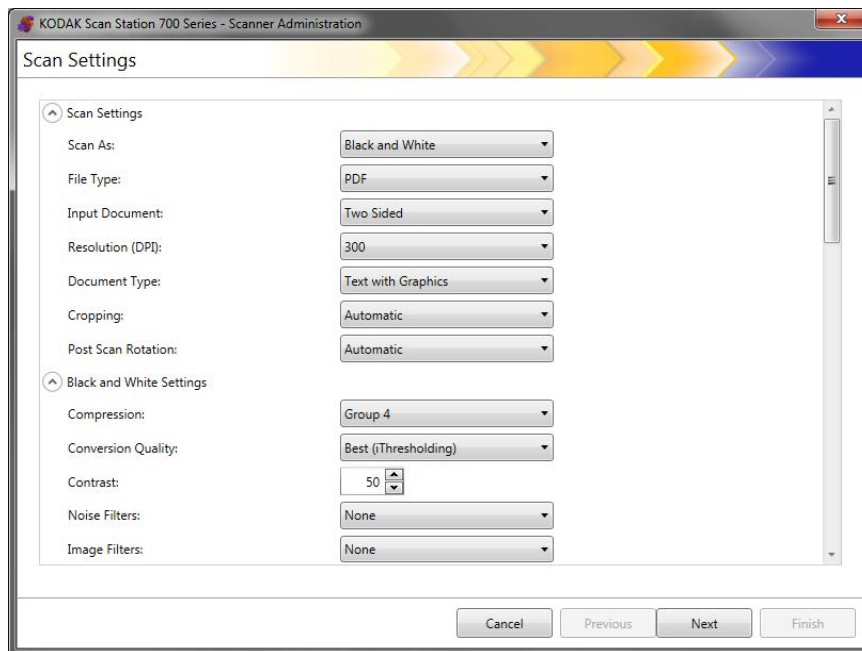 KODAK Scan Station 700 Series - Scanner Administration
Scan Settings
Scan Settings
Scan As: Black and White
File Type: PDF
Input Document: Two Sided
Resolution (DPI): 300
Document Type: Text with Graphics
Cropping: Automatic
Post Scan Rotation: Automatic
Black and White Settings
Compression: Group 4
Conversion Quality: Best (iThresholding)
Contrast: 50
Noise Filters: None
Image Filters: None
Cancel Previous Next Finish